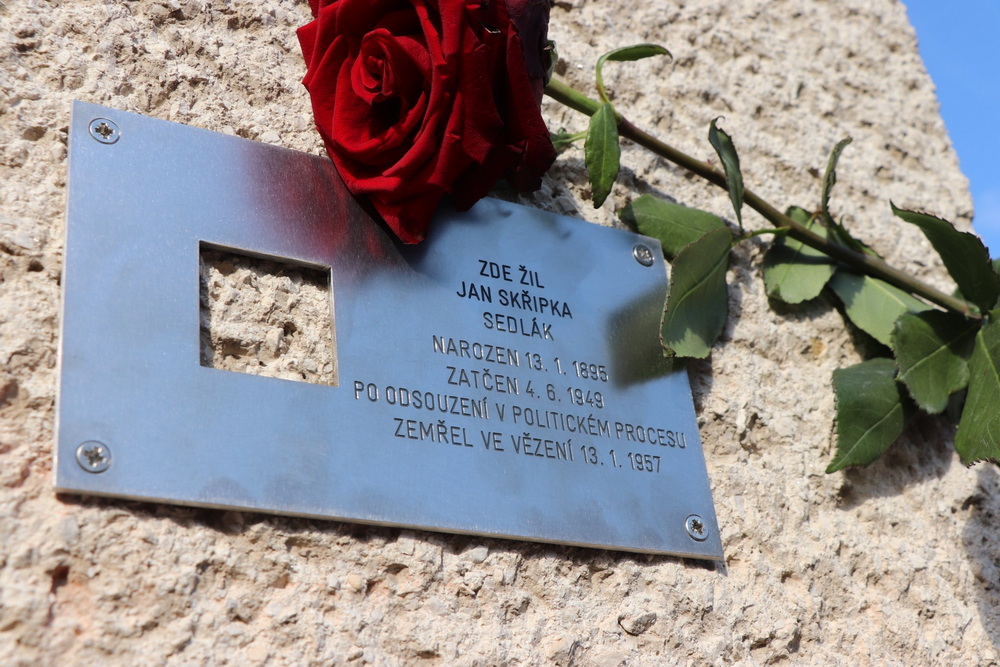 ZDE ŽIL
JAN SKŘIPKA
SEDLÁK
NAROZEN 13. 1. 1895
ZATČEN 4. 6. 1949
PO ODSOUZENÍ V POLITICKÉM PROCESU
ZEMŘEL VE VĚZENÍ 13. 1. 1957